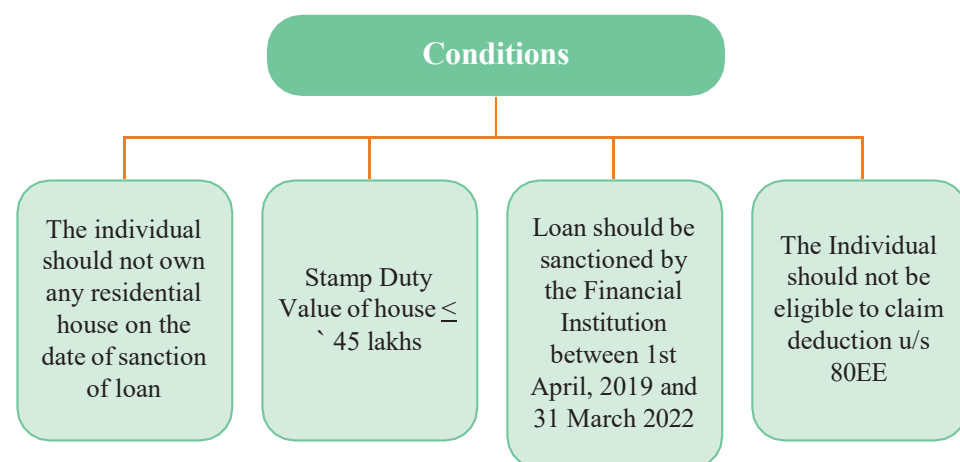 Conditions
The individual
should not own
any residential
house on the
date of sanction
of loan
Stamp Duty
Value of house ≤
` 45 lakhs
Loan should be
sanctioned by
the Financial
Institution
between 1st
April, 2019 and
31 March 2022
The Individual
should not be
eligible to claim
deduction u/s
80EE